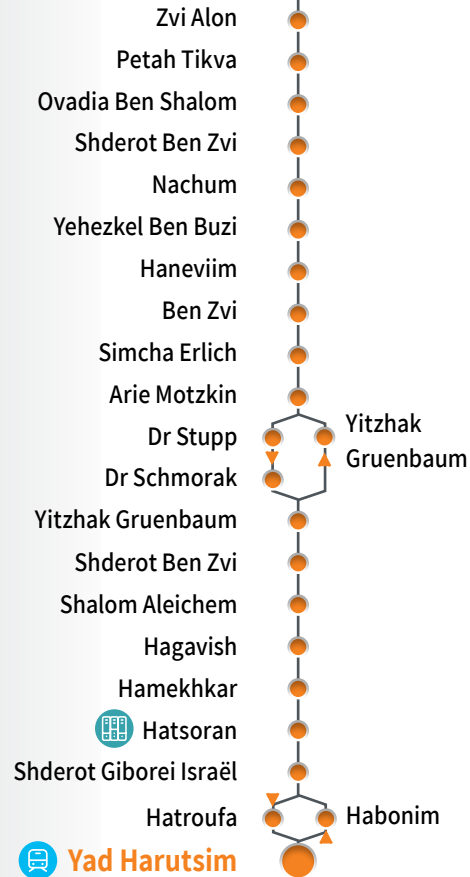 Zvi Alon
Petah Tikva
Ovadia Ben Shalom
Shderot Ben Zvi
Nachum
Yehezkel Ben Buzi
Haneviim
Ben Zvi
Simcha Erlich
Arie Motzkin
Dr Stupp
Yitzhak
Gruenbaum
Dr Schmorak
Yitzhak Gruenbaum
Shderot Ben Zvi
Shalom Aleichem
Hagavish
Hamekhkar
Hatsoran
Shderot Giborei Israël
Hatroufa
Habonim
Yad Harutsim